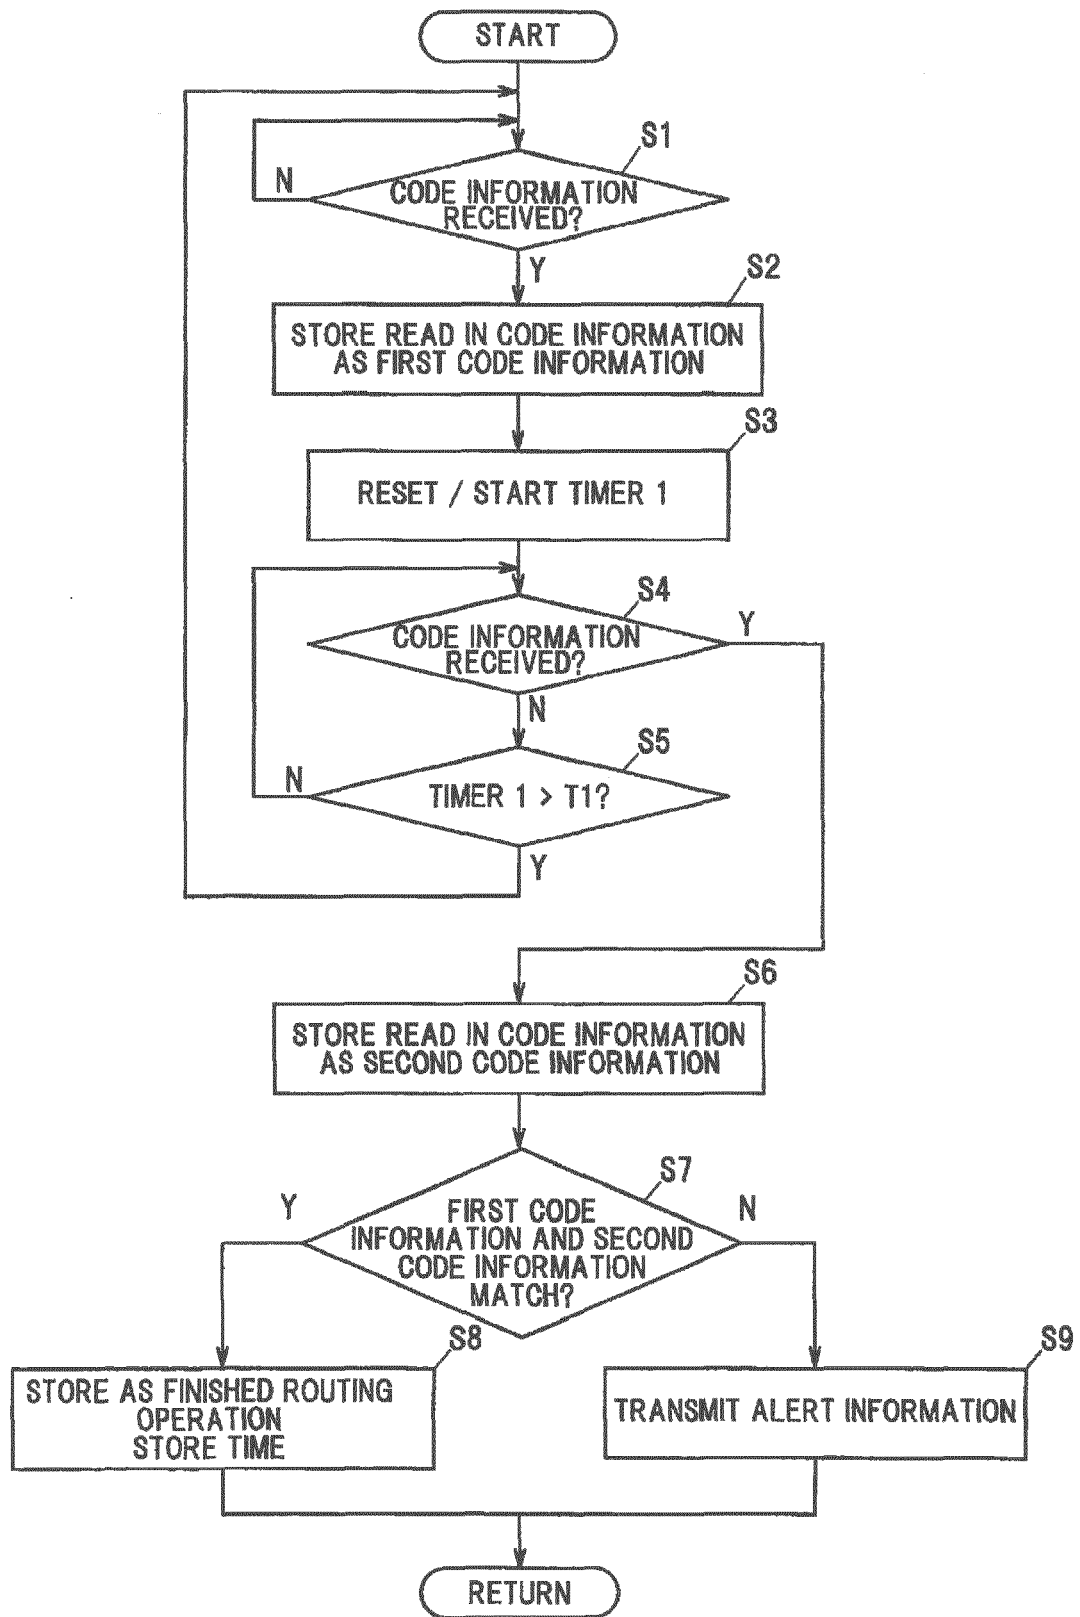 START
S1
N
CODE INFORMATION
RECEIVED?
Y
S2
STORE READ IN CODE INFORMATION
AS FIRST CODE INFORMATION
S3
RESET / START TIMER 1
S4
Y
CODE INFORMATION
RECEIVED?
N
S5
N
TIMER 1 > T1?
Y
S6
STORE READ IN CODE INFORMATION
AS SECOND CODE INFORMATION
S7
Y
N
FIRST CODE
INFORMATION AND SECOND
CODE INFORMATION
MATCH?
S8
S9
STORE AS FINISHED ROUTING
OPERATION
STORE TIME
TRANSMIT ALERT INFORMATION
RETURN